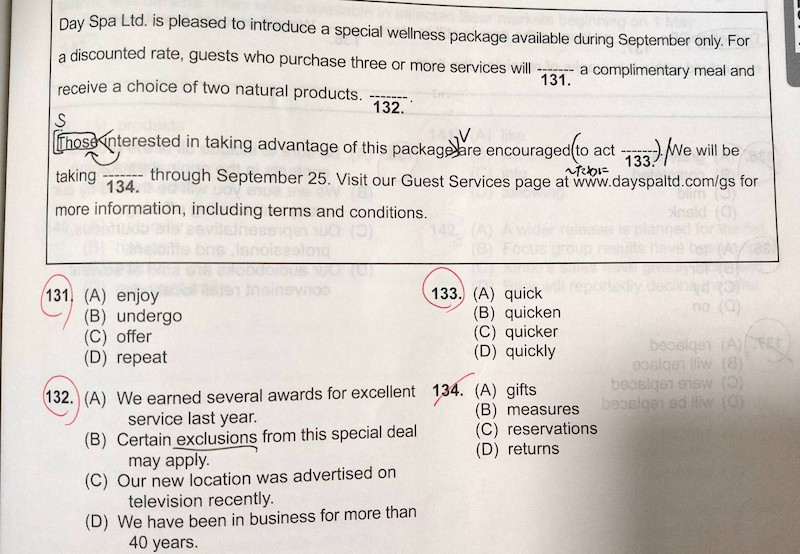 Day Spa Ltd. is pleased to introduce a special wellness package available during September only. For
a discounted rate, guests who purchase three or more services will ------- a complimentary meal and
131.
receive a choice of two natural products. -------.
132.
S
Those interested in taking advantage of this package V are encouraged (to act -------.) / We will be
133.
taking ------- through September 25. Visit our Guest Services page at www.dayspaltd.com/gs for
134.
more information, including terms and conditions.
131. (A) enjoy
(B) undergo
(C) offer
(D) repeat
132. (A) We earned several awards for excellent
service last year.
(B) Certain exclusions from this special deal
may apply.
(C) Our new location was advertised on
television recently.
(D) We have been in business for more than
40 years.
133. (A) quick
(B) quicken
(C) quicker
(D) quickly
134. (A) gifts
(B) measures
(C) reservations
(D) returns